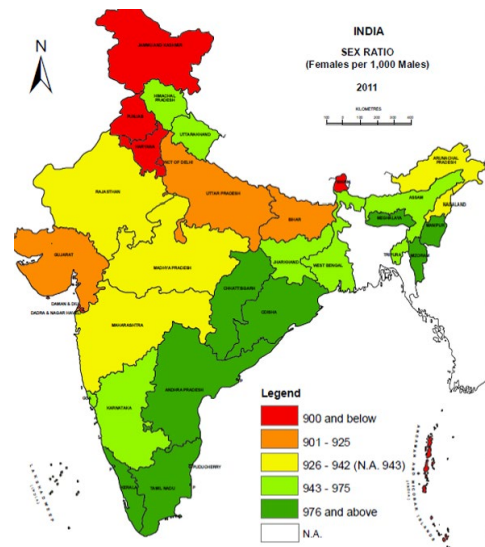 INDIA
SEX RATIO
(Females per 1,000 Males)
2011
KILOMETRES
N
JAMMU AND KASHMIR
HIMACHAL
PRADESH
PUNJAB
UTTARAKHAND
HARYANA
NCT OF DELHI
ARUNACHAL
PRADESH
RAJASTHAN
UTTAR PRADESH
SIKKIM
ASSAM
NAGALAND
BIHAR
MEGHALAYA
MANIPUR
GUJARAT
MADHYA PRADESH
JHARKHAND
WEST BENGAL
TRIPURA
MIZORAM
DAMAN & DIU
CHHATTISGARH
DADRA & NAGAR HAVELI
ODISHA
MAHARASHTRA
ANDHRA PRADESH
KARNATAKA
PUDUCHERRY
KERALA
TAMIL NADU
LAKSHADWEEP
Legend
900 and below
901 - 925
926 - 942 (N.A. 943)
943 - 975
976 and above
N.A.